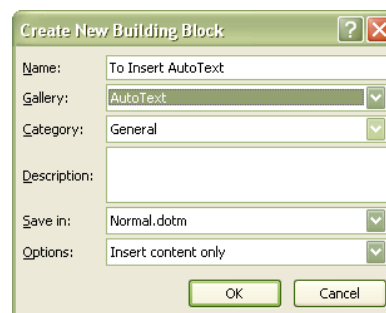 Create New Building Block
Name: To Insert AutoText
Gallery: AutoText
Category: General
Description:
Save in: Normal.dotm
Options: Insert content only
OK Cancel